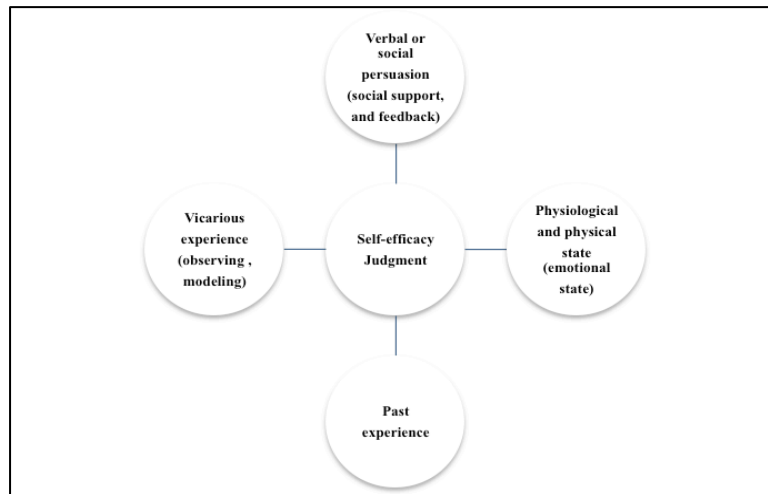 Verbal or
social
persuasion
(social support,
and feedback)
Vicarious
experience
(observing ,
modeling)
Self-efficacy
Judgment
Physiological
and physical
state
(emotional
state)
Past
experience